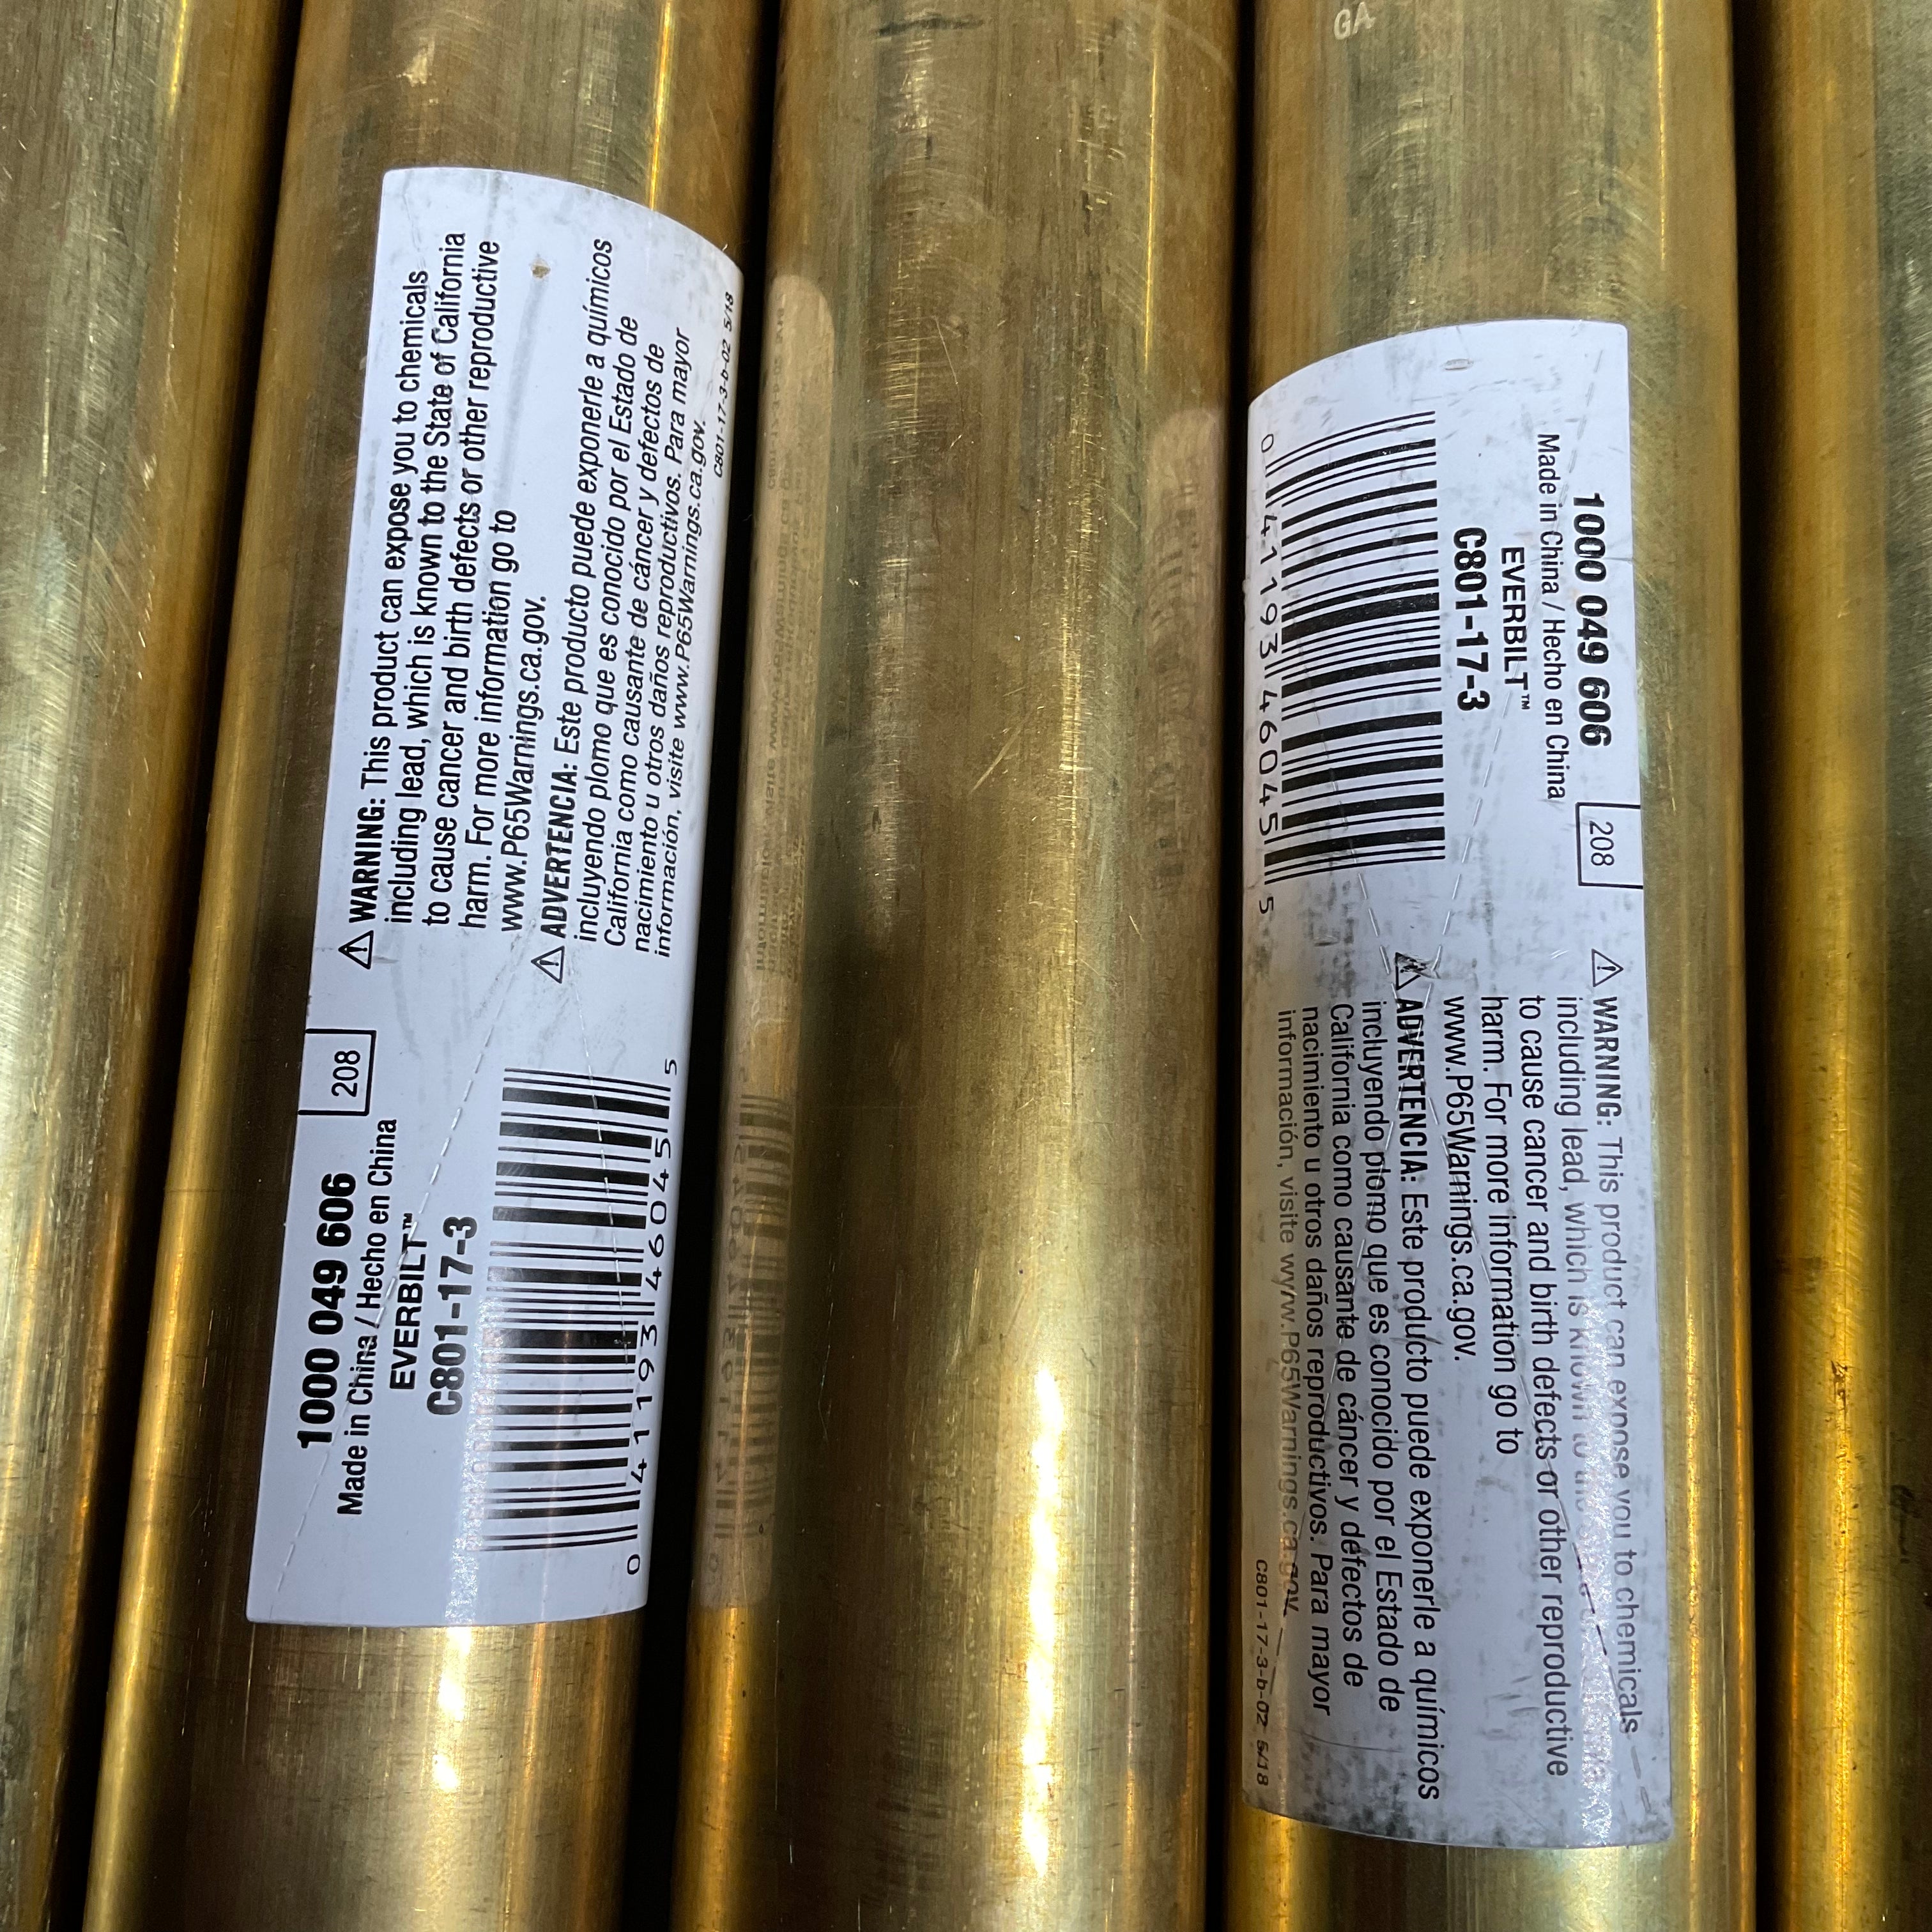 ⚠ WARNING: This product can expose you to chemicals
including lead, which is known to the State of California
to cause cancer and birth defects or other reproductive
harm. For more information go to
www.P65Warnings.ca.gov.
⚠ ADVERTENCIA: Este producto puede exponerle a químicos
incluyendo plomo que es conocido por el Estado de
California como causante de cáncer y defectos de
nacimiento u otros daños reproductivos. Para mayor
información, visite www.P65Warnings.ca.gov.
C801-17-3-b-02 5/18
208
1000 049 606
Made in China / Hecho en China
EVERBILT™
C801-17-3
0 41193 46045 5
GA
1000 049 606
208
Made in China / Hecho en China
EVERBILT™
C801-17-3
0 41193 46045 5
⚠ WARNING: This product can expose you to chemicals
including lead, which is known to
to cause cancer and birth defects or other reproductive
harm. For more information go to
www.P65Warnings.ca.gov.
⚠ ADVERTENCIA: Este producto puede exponerle a químicos
incluyendo plomo que es conocido por el Estado de
California como causante de cáncer y defectos de
nacimiento u otros daños reproductivos. Para mayor
información, visite www.P65Warnings.ca.gov.
C801-17-3-b-02 5/18